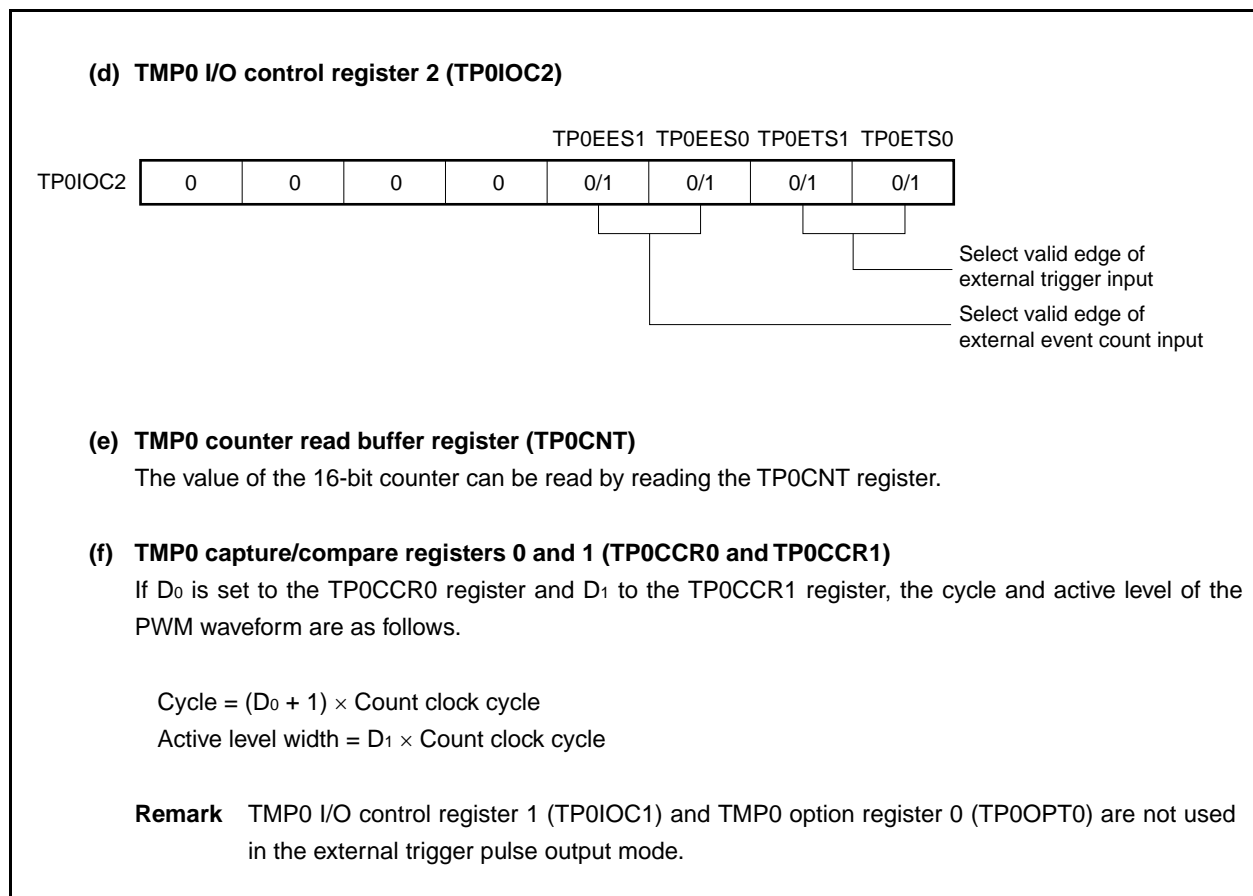 (d) TMP0 I/O control register 2 (TP0IOC2)
TP0EES1 TP0EES0 TP0ETS1 TP0ETS0
TP0IOC2 0 0 0 0 0/1 0/1 0/1 0/1
Select valid edge of
external trigger input
Select valid edge of
external event count input
(e) TMP0 counter read buffer register (TP0CNT)
The value of the 16-bit counter can be read by reading the TP0CNT register.
(f) TMP0 capture/compare registers 0 and 1 (TP0CCR0 and TP0CCR1)
If D0 is set to the TP0CCR0 register and D1 to the TP0CCR1 register, the cycle and active level of the
PWM waveform are as follows.
Cycle = (D0 + 1) × Count clock cycle
Active level width = D1 × Count clock cycle
Remark TMP0 I/O control register 1 (TP0IOC1) and TMP0 option register 0 (TP0OPT0) are not used
in the external trigger pulse output mode.